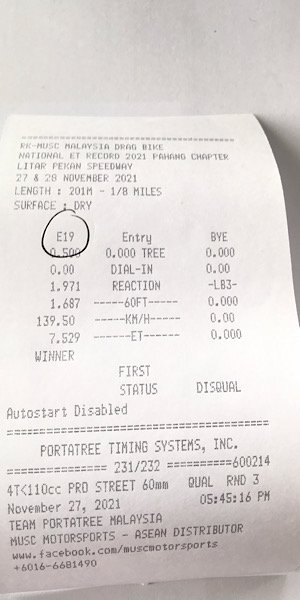 RK-MUSC MALAYSIA DRAG BIKE
NATIONAL ET RECORD 2021 PAHANG CHAPTER
LITAR PEKAN SPEEDWAY
27 & 28 NOVEMBER 2021
LENGTH : 201M - 1/8 MILES
SURFACE : DRY
E19 Entry BYE
0.500 0.000 TREE 0.000
0.00 DIAL-IN 0.00
1.971 REACTION -LB3-
1.687 -----60FT----- 0.000
139.50 -----KM/H----- 0.00
7.529 ------ET------ 0.000
WINNER
FIRST
STATUS DISQUAL
Autostart Disabled
======================================
PORTATREE TIMING SYSTEMS, INC.
=============== 231/232 ==========600214
4T<110cc PRO STREET 60mm QUAL RND 3
November 27, 2021 05:45:16 PM
TEAM PORTATREE MALAYSIA
MUSC MOTORSPORTS - ASEAN DISTRIBUTOR
www.facebook.com/muscmotorsports
+6016-6681490